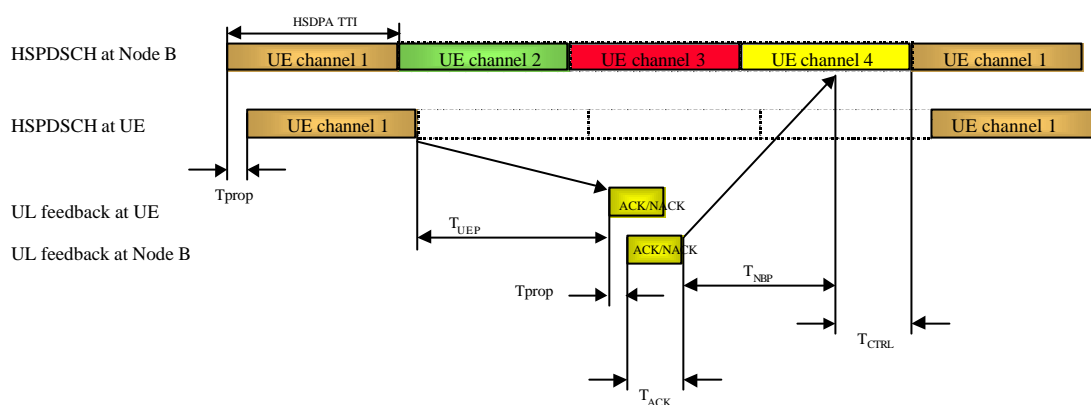 HSDPA TTI
HSPDSCH at Node B
UE channel 1
UE channel 2
UE channel 3
UE channel 4
UE channel 1
HSPDSCH at UE
UE channel 1
UE channel 1
Tprop
UL feedback at UE
ACK/NACK
TUEP
UL feedback at Node B
ACK/NACK
Tprop
TNBP
TCTRL
TACK